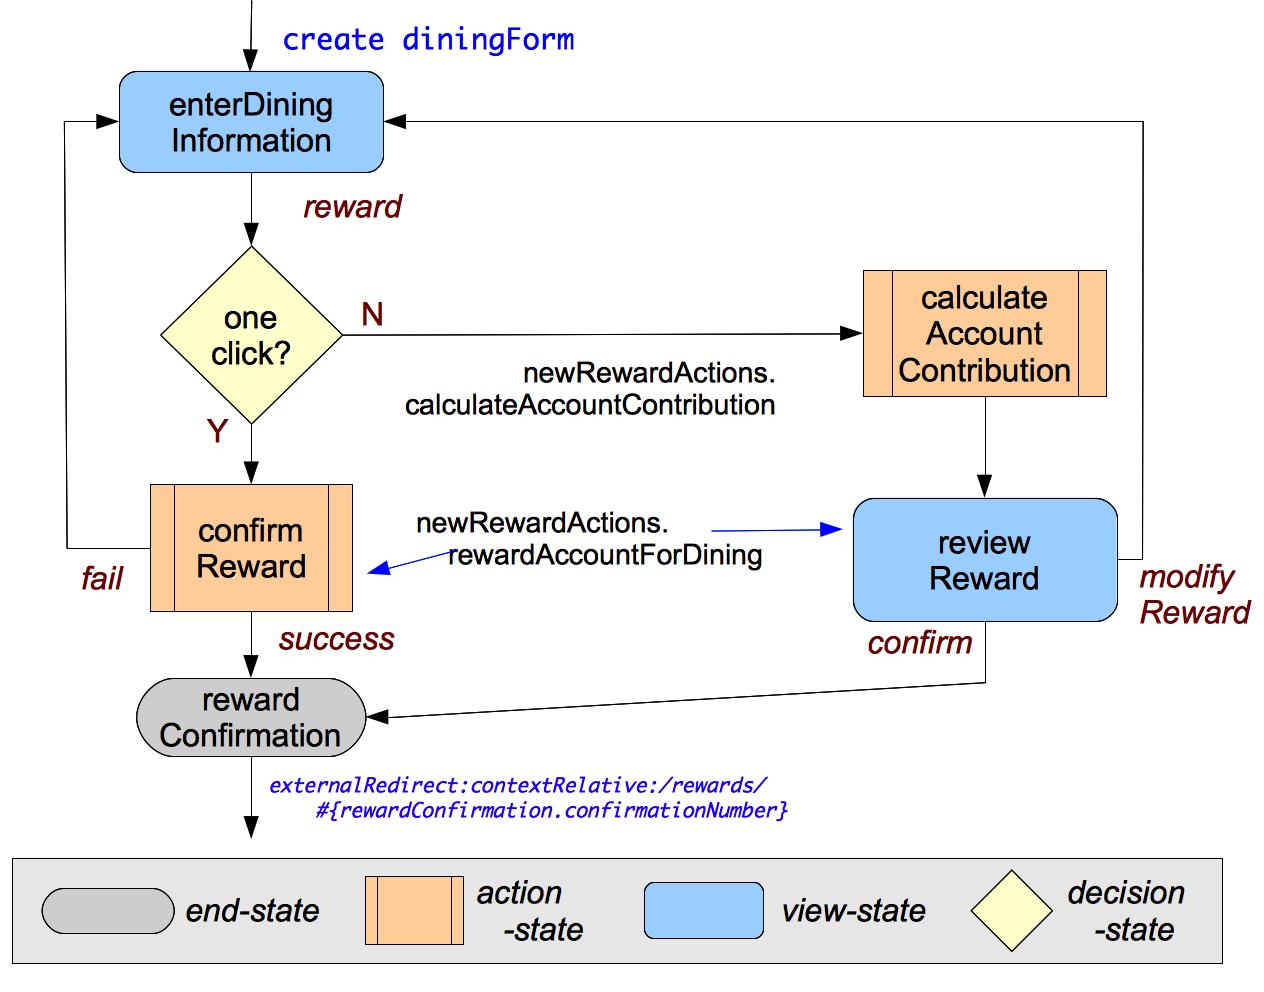 create diningForm
enterDining
Information
reward
one
click?
N
Y
calculate
Account
Contribution
newRewardActions.
calculateAccountContribution
confirm
Reward
newRewardActions.
rewardAccountForDining
review
Reward
fail
modify
Reward
success
confirm
reward
Confirmation
externalRedirect:contextRelative:/rewards/
#{rewardConfirmation.confirmationNumber}
end-state
action
-state
view-state
decision
-state